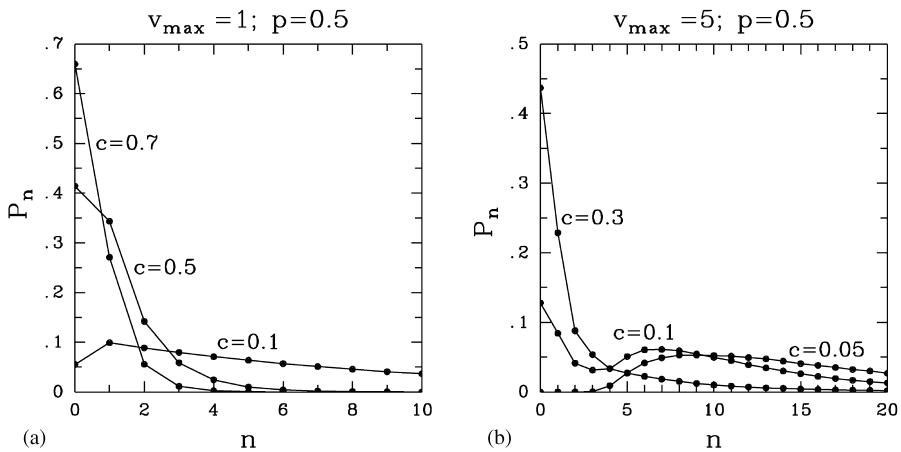 v_max=1; p=0.5
.7
.6
.5
.4
.3
.2
.1
0
P_n
c=0.7
c=0.5
c=0.1
0 2 4 6 8 10
(a)
n
v_max=5; p=0.5
.5
.4
.3
.2
.1
0
P_n
c=0.3
c=0.1
c=0.05
0 5 10 15 20
(b)
n